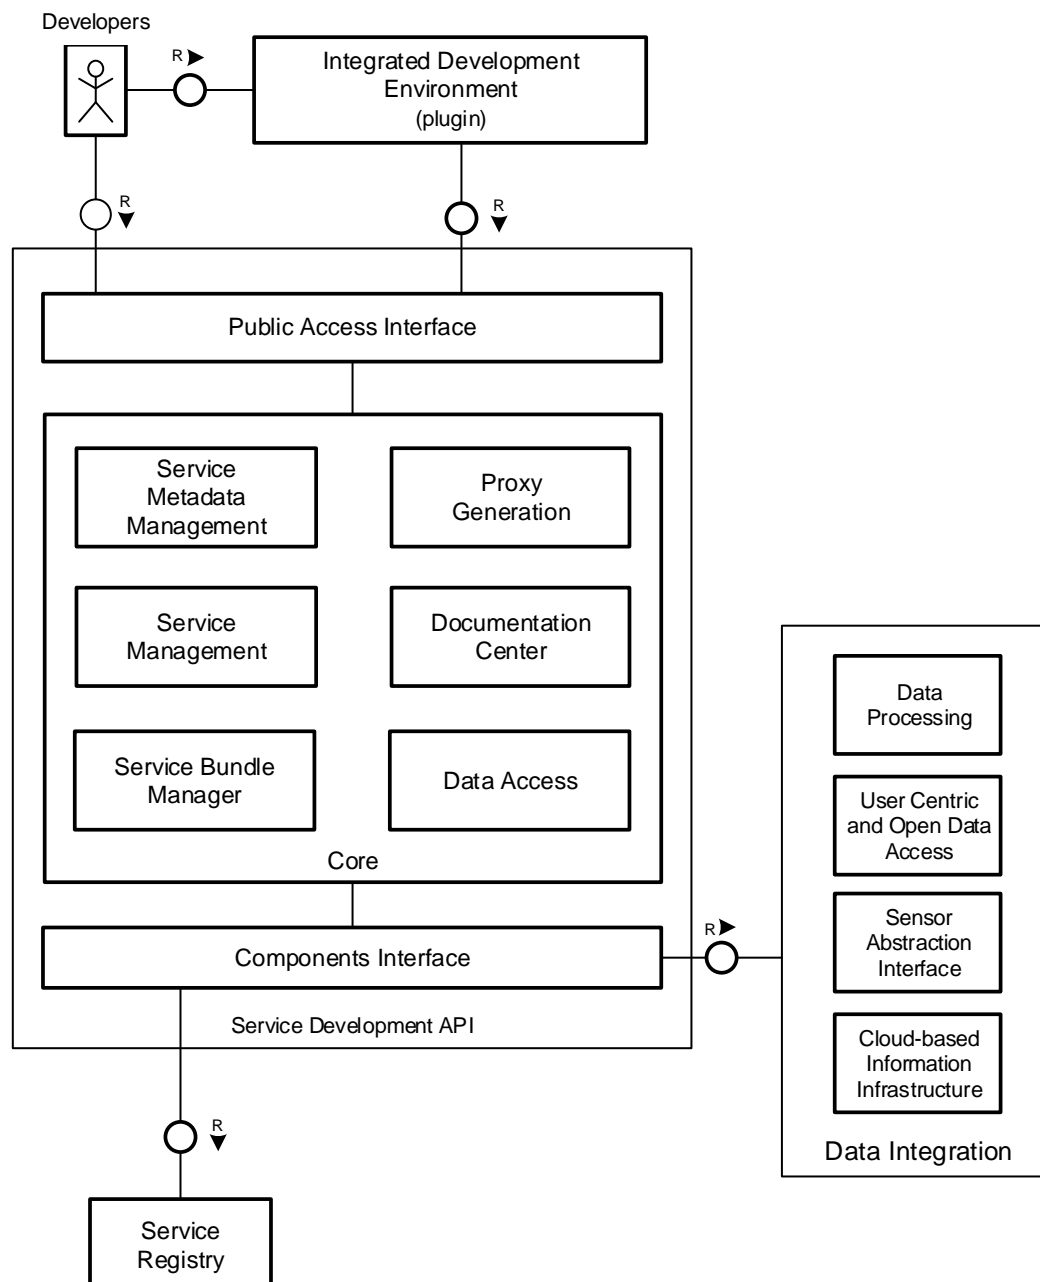 Developers
R
Integrated Development
Environment
(plugin)
R
R
Public Access Interface
Service
Metadata
Management
Proxy
Generation
Service
Management
Documentation
Center
Service Bundle
Manager
Data Access
Core
Components Interface
Service Development API
R
Data
Processing
User Centric
and Open Data
Access
Sensor
Abstraction
Interface
Cloud-based
Information
Infrastructure
Data Integration
R
Service
Registry